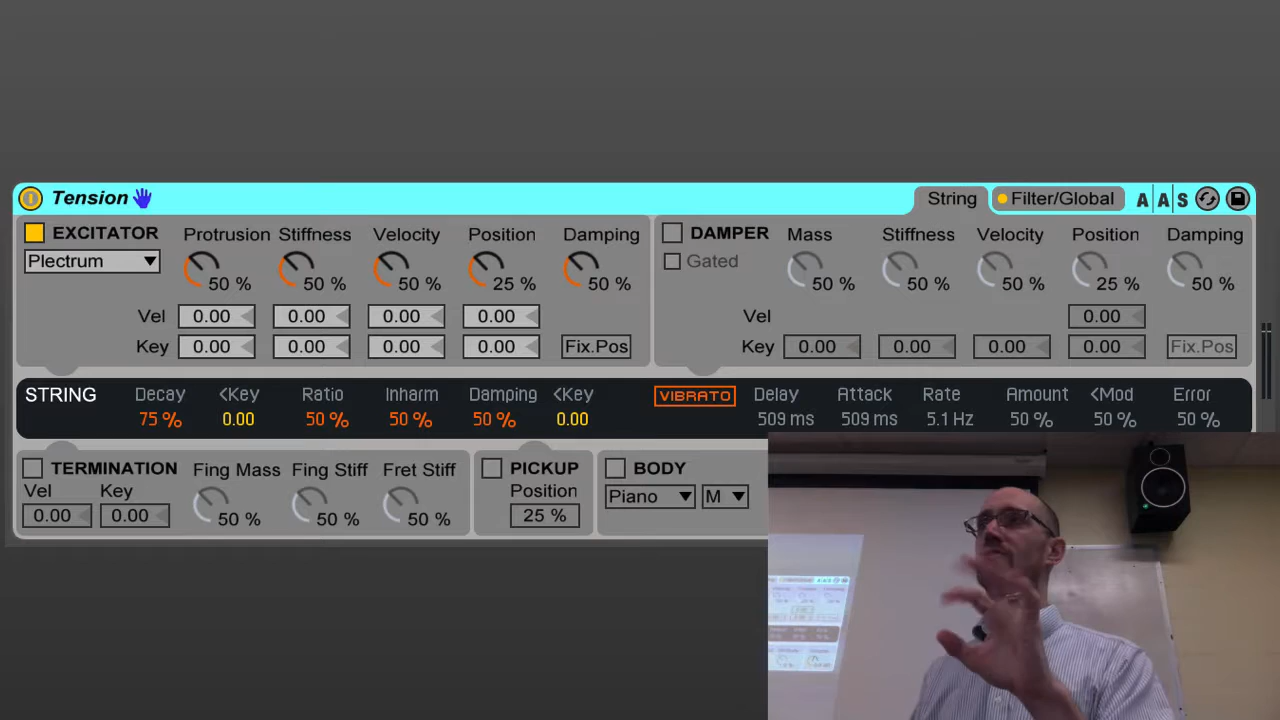 Tension String Filter/Global A A S
EXCITATOR Protrusion Stiffness Velocity Position Damping
Plectrum 50 % 50 % 50 % 25 % 50 %
Vel 0.00 0.00 0.00 0.00
Key 0.00 0.00 0.00 0.00 Fix.Pos
DAMPER Mass Stiffness Velocity Position Damping
Gated 50 % 50 % 50 % 25 % 50 %
Vel 0.00
Key 0.00 0.00 0.00 0.00 Fix.Pos
STRING Decay <Key Ratio Inharm Damping <Key VIBRATO Delay Attack Rate Amount <Mod Error
75 % 0.00 50 % 50 % 50 % 0.00 509 ms 509 ms 5.1 Hz 50 % 50 % 50 %
TERMINATION Fing Mass Fing Stiff Fret Stiff
Vel Key
0.00 0.00 50 % 50 % 50 %
PICKUP
Position
25 %
BODY
Piano M